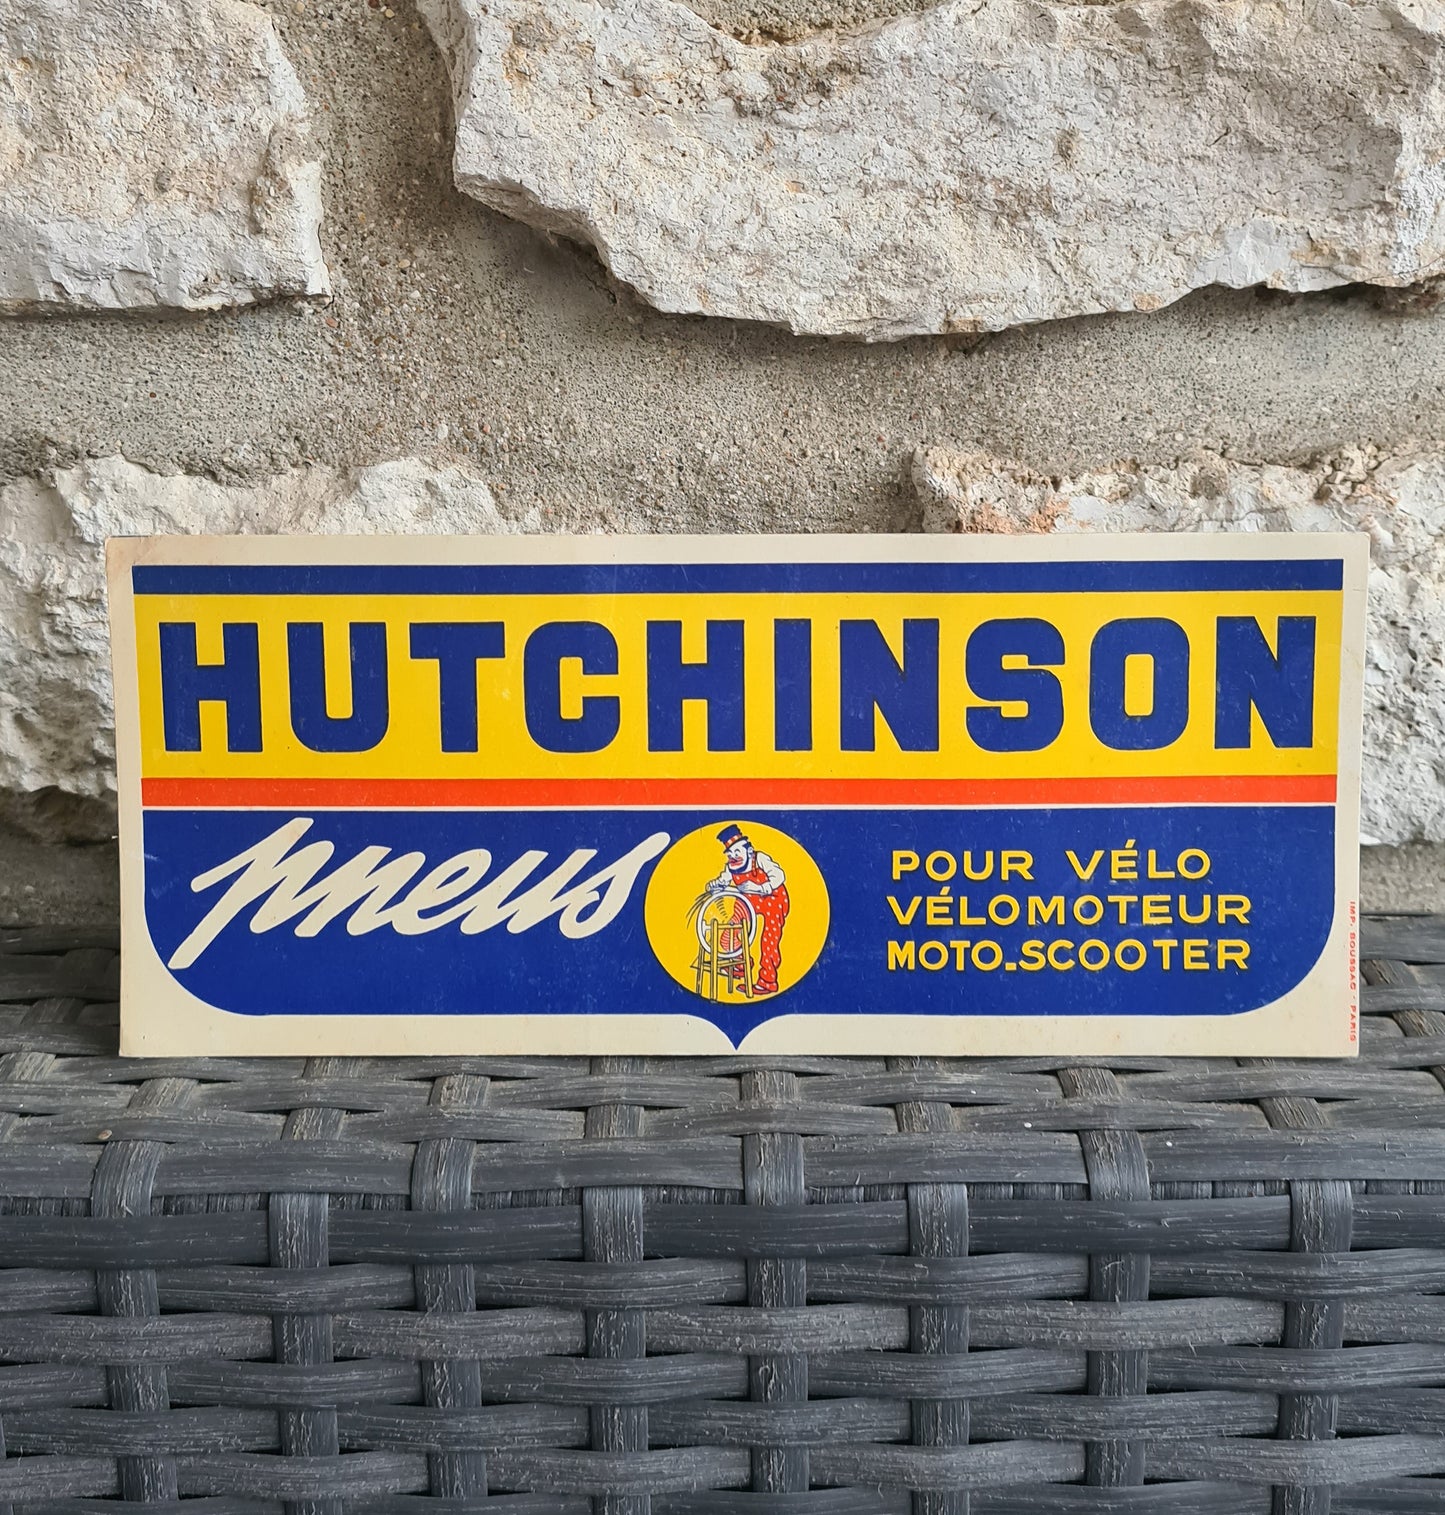 HUTCHINSON
pneus
POUR VÉLO
VÉLOMOTEUR
MOTO-SCOOTER
IMP. BOUSSAC - PARIS